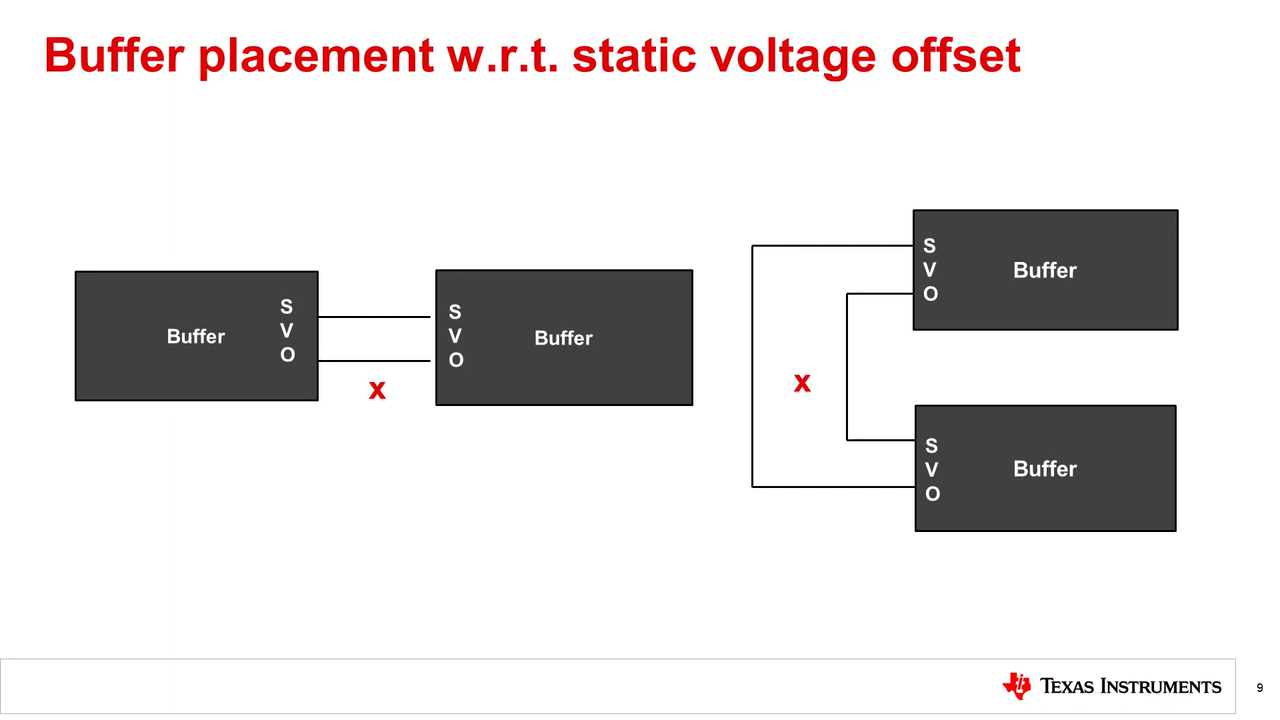 Buffer placement w.r.t. static voltage offset
Buffer
S
V
O
S
V
O
Buffer
x
S
V
O
Buffer
x
S
V
O
Buffer
TEXAS INSTRUMENTS
9